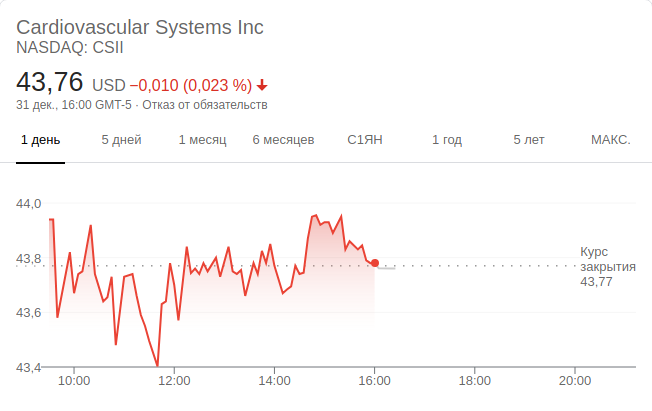 Cardiovascular Systems Inc
NASDAQ: CSII
43,76 USD −0,010 (0,023 %)
31 дек., 16:00 GMT-5 · Отказ от обязательств
1 день 5 дней 1 месяц 6 месяцев С1ЯН 1 год 5 лет МАКС.
44,0
43,8
43,6
43,4
Курс
закрытия
43,77
10:00 12:00 14:00 16:00 18:00 20:00